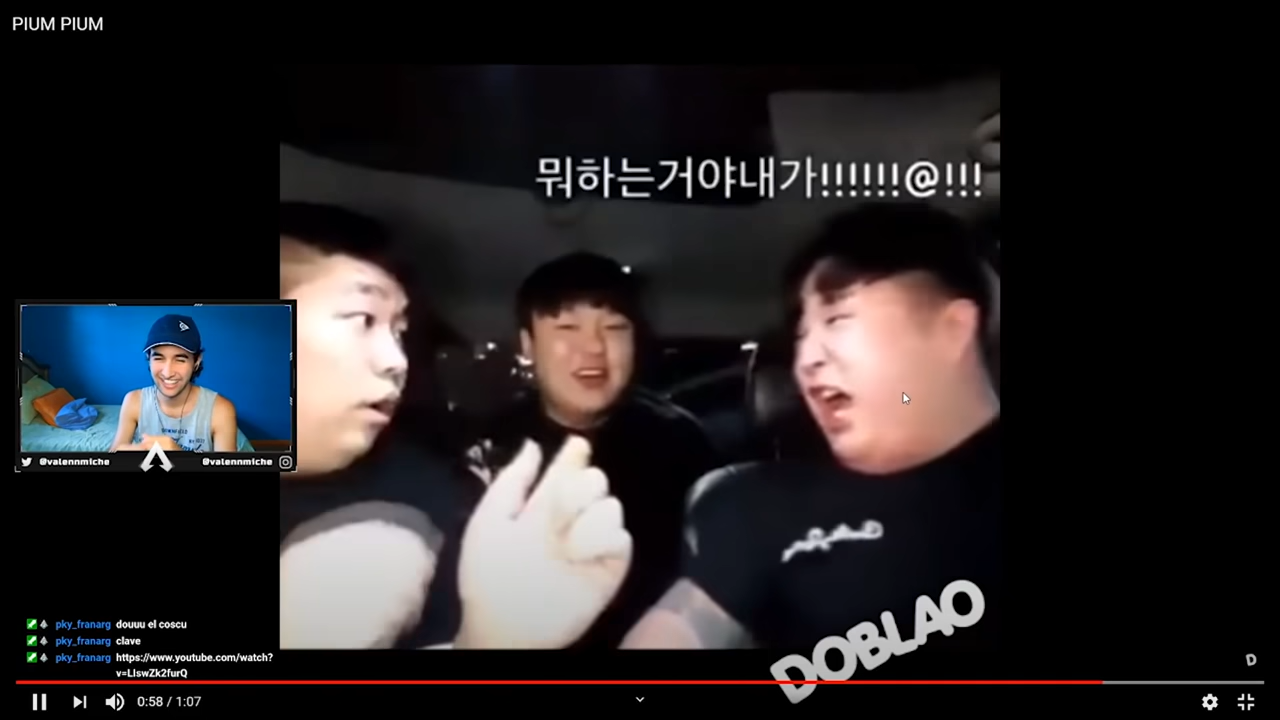 PIUM PIUM
뭐하는거야내가!!!!!!@!!!
@valennmiche
@valennmiche
pky_franarg douuu el coscu
pky_franarg clave
pky_franarg https://www.youtube.com/watch?
v=LIswZk2furQ
DOBLAO
D
0:58 / 1:07